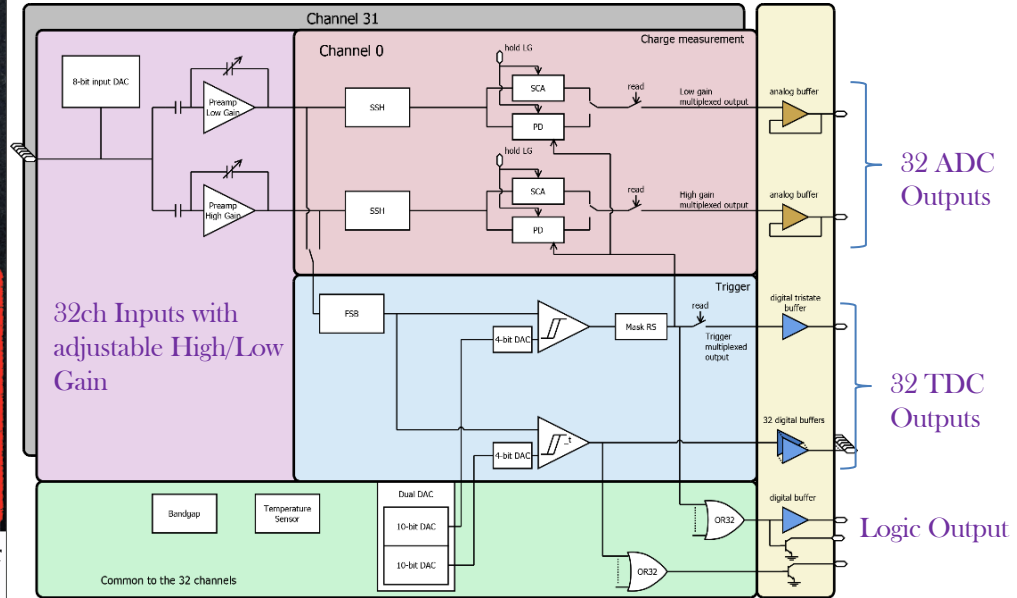 Channel 31
Channel 0
Charge measurement
8-bit input DAC
Preamp
Low Gain
SSH
hold LG
SCA
PD
read
Low gain
multiplexed output
analog buffer
32 ADC
Outputs
Preamp
High Gain
SSH
hold LG
SCA
PD
read
High gain
multiplexed output
analog buffer
32ch Inputs with
adjustable High/Low
Gain
Trigger
FSB
4-bit DAC
Mask RS
read
Trigger
multiplexed
output
digital tristate
buffer
32 TDC
Outputs
4-bit DAC
_t
32 digital buffers
Bandgap
Temperature
Sensor
Dual DAC
10-bit DAC
10-bit DAC
OR32
OR32
digital buffer
Logic Output
Common to the 32 channels